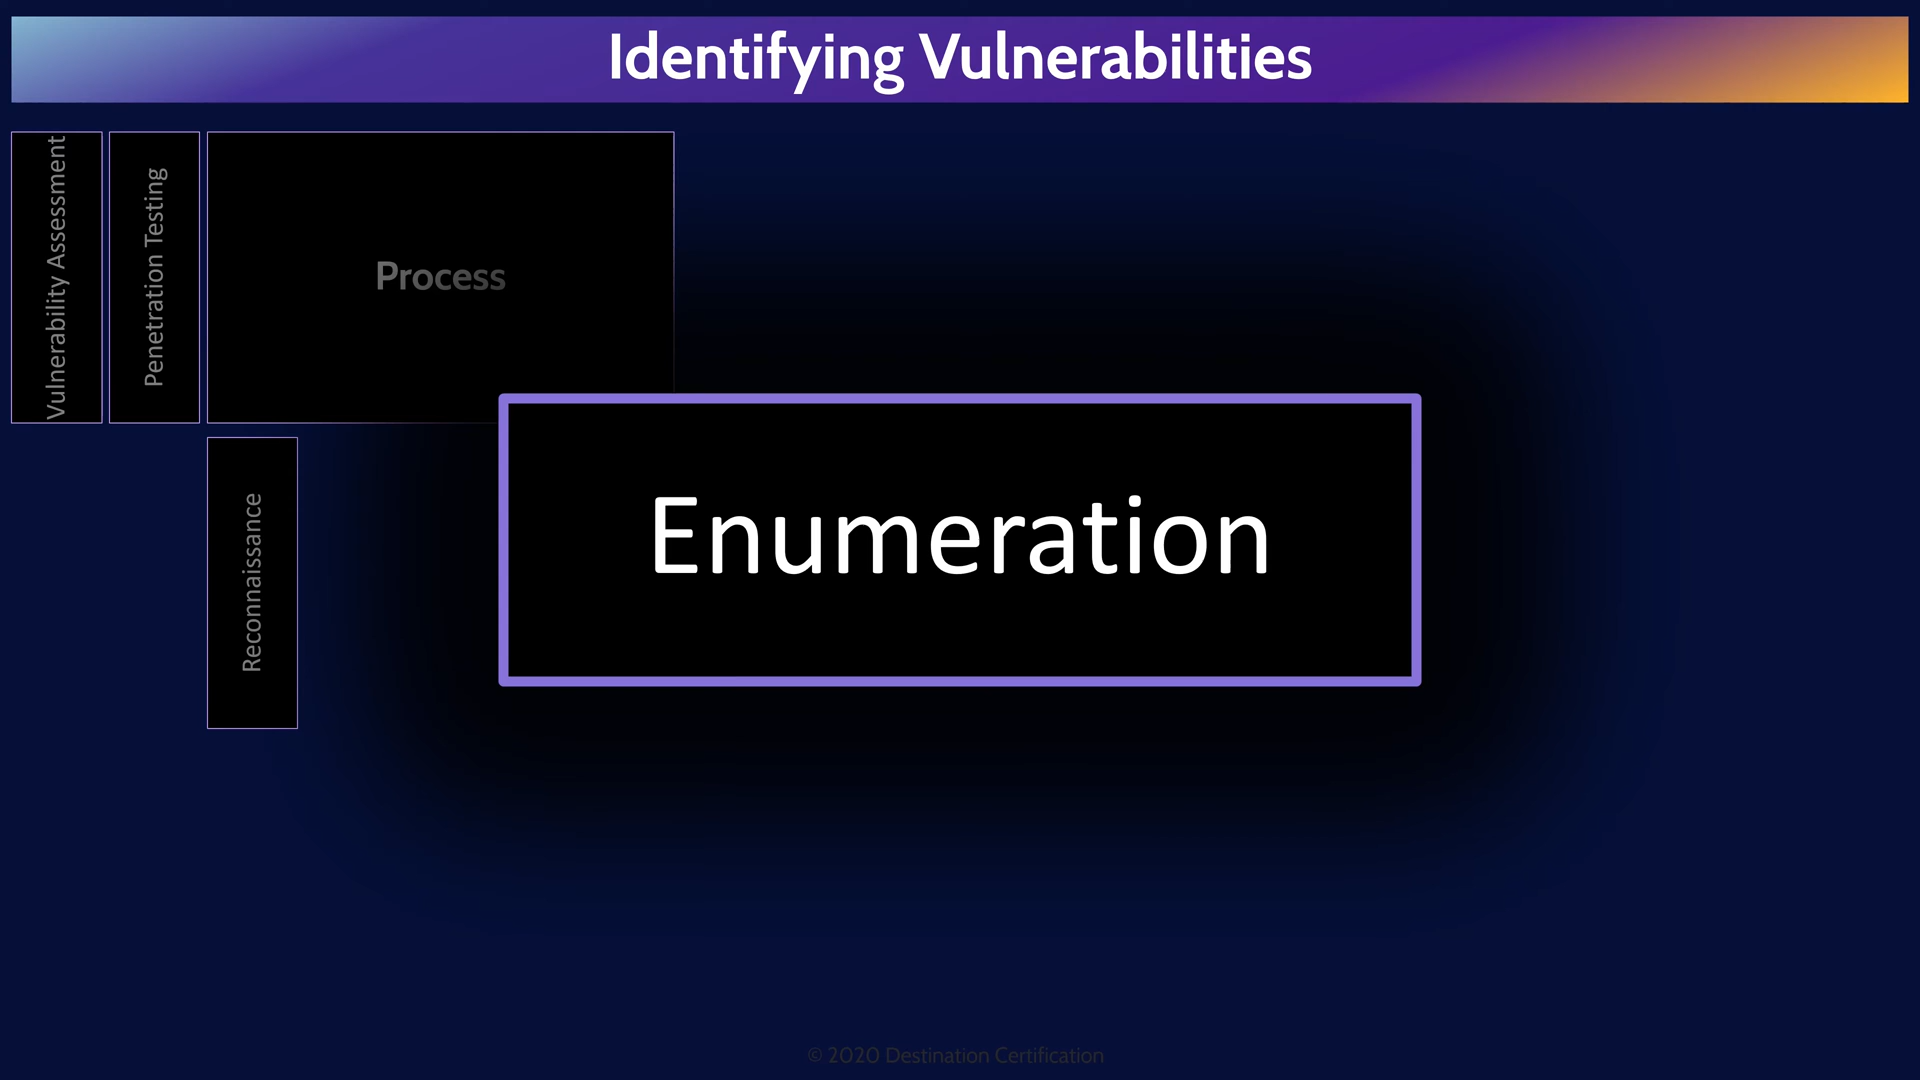 Identifying Vulnerabilities
Vulnerability Assessment
Penetration Testing
Process
Reconnaissance
Enumeration
© 2020 Destination Certification